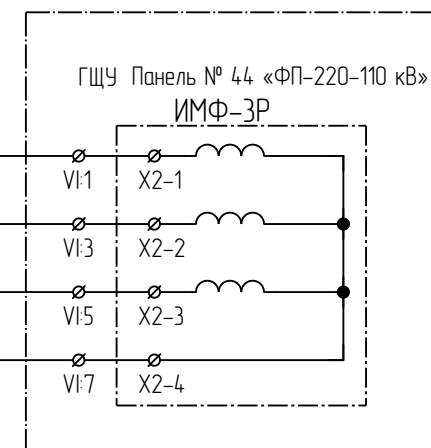 ГЩУ Панель № 44 «ФП-220-110 кВ»
ИМФ-3Р
VI:1 X2-1
VI:3 X2-2
VI:5 X2-3
VI:7 X2-4